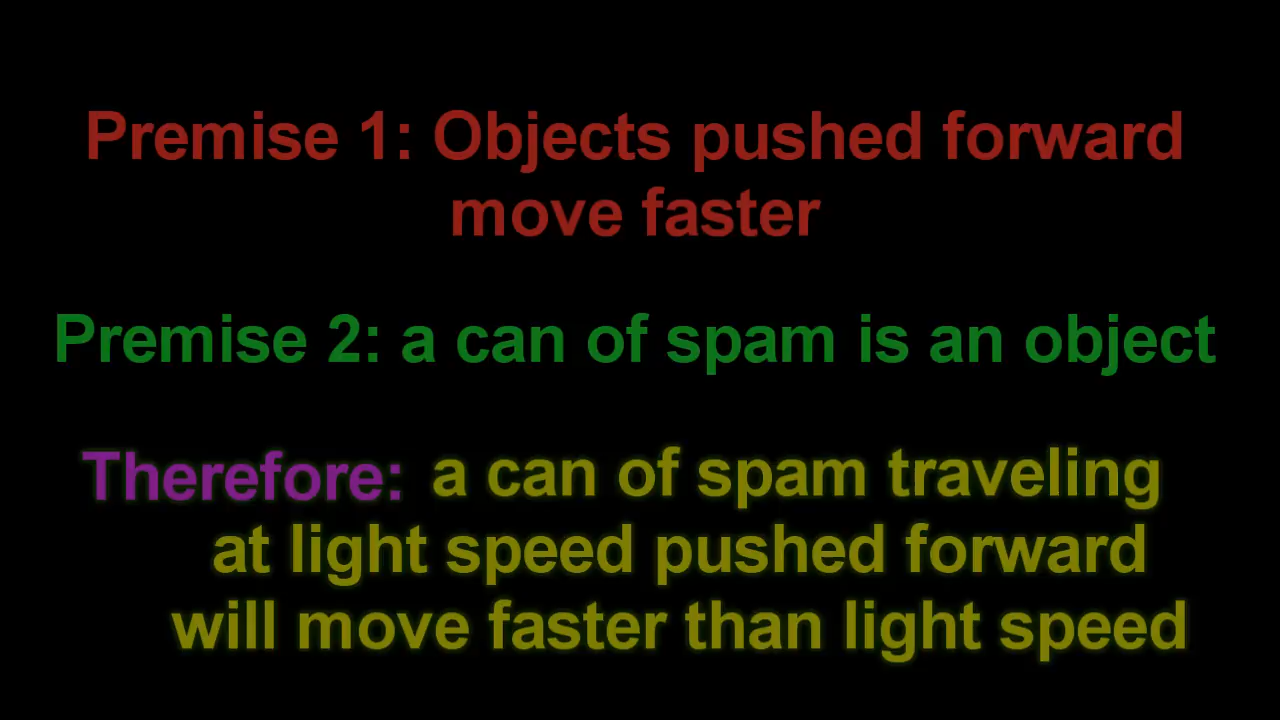 Premise 1: Objects pushed forward
move faster
Premise 2: a can of spam is an object
Therefore: a can of spam traveling
at light speed pushed forward
will move faster than light speed